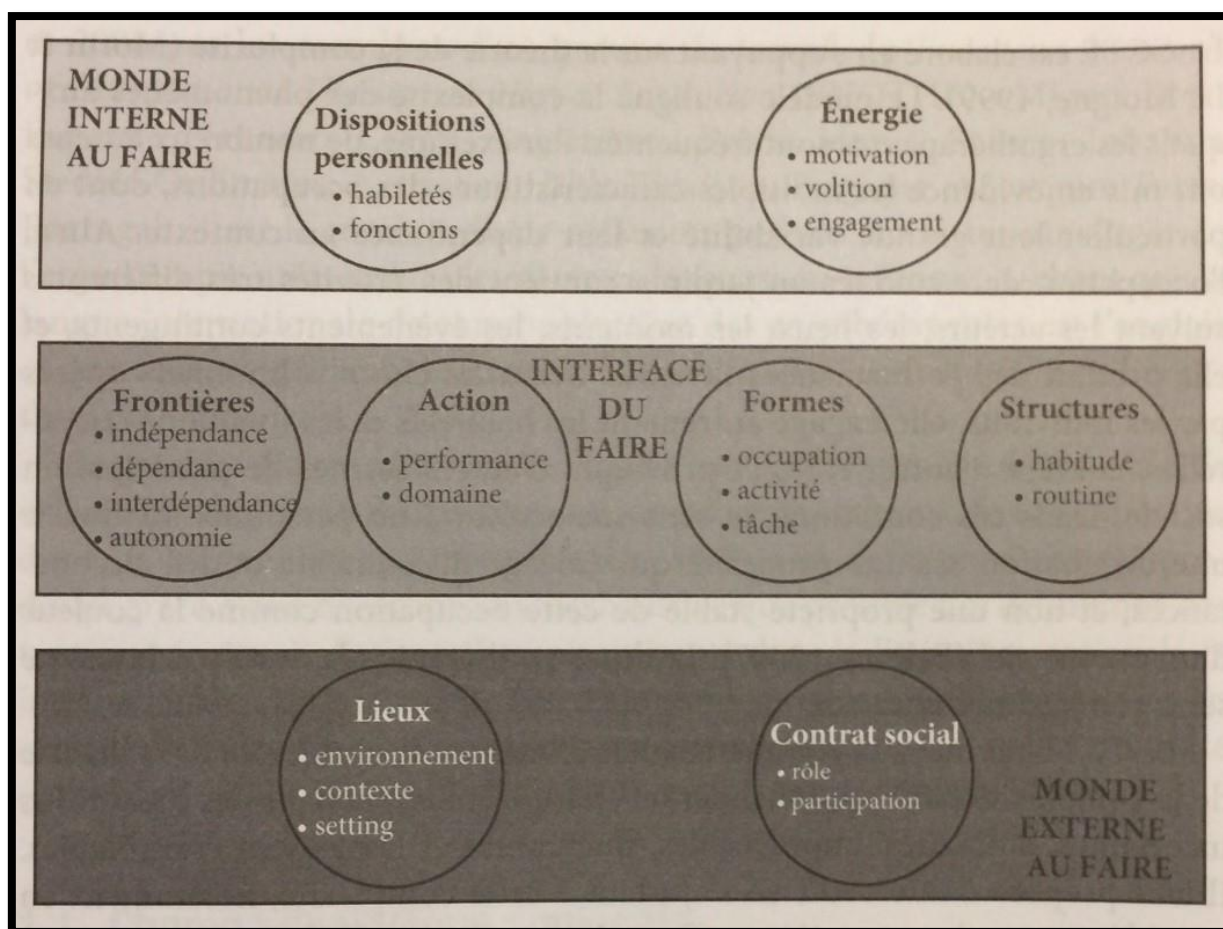 MONDE
INTERNE
AU FAIRE
Dispositions
personnelles
• habiletés
• fonctions
Énergie
• motivation
• volition
• engagement
INTERFACE
DU
FAIRE
Frontières
• indépendance
• dépendance
• interdépendance
• autonomie
Action
• performance
• domaine
Formes
• occupation
• activité
• tâche
Structures
• habitude
• routine
Lieux
• environnement
• contexte
• setting
Contrat social
• rôle
• participation
MONDE
EXTERNE
AU FAIRE